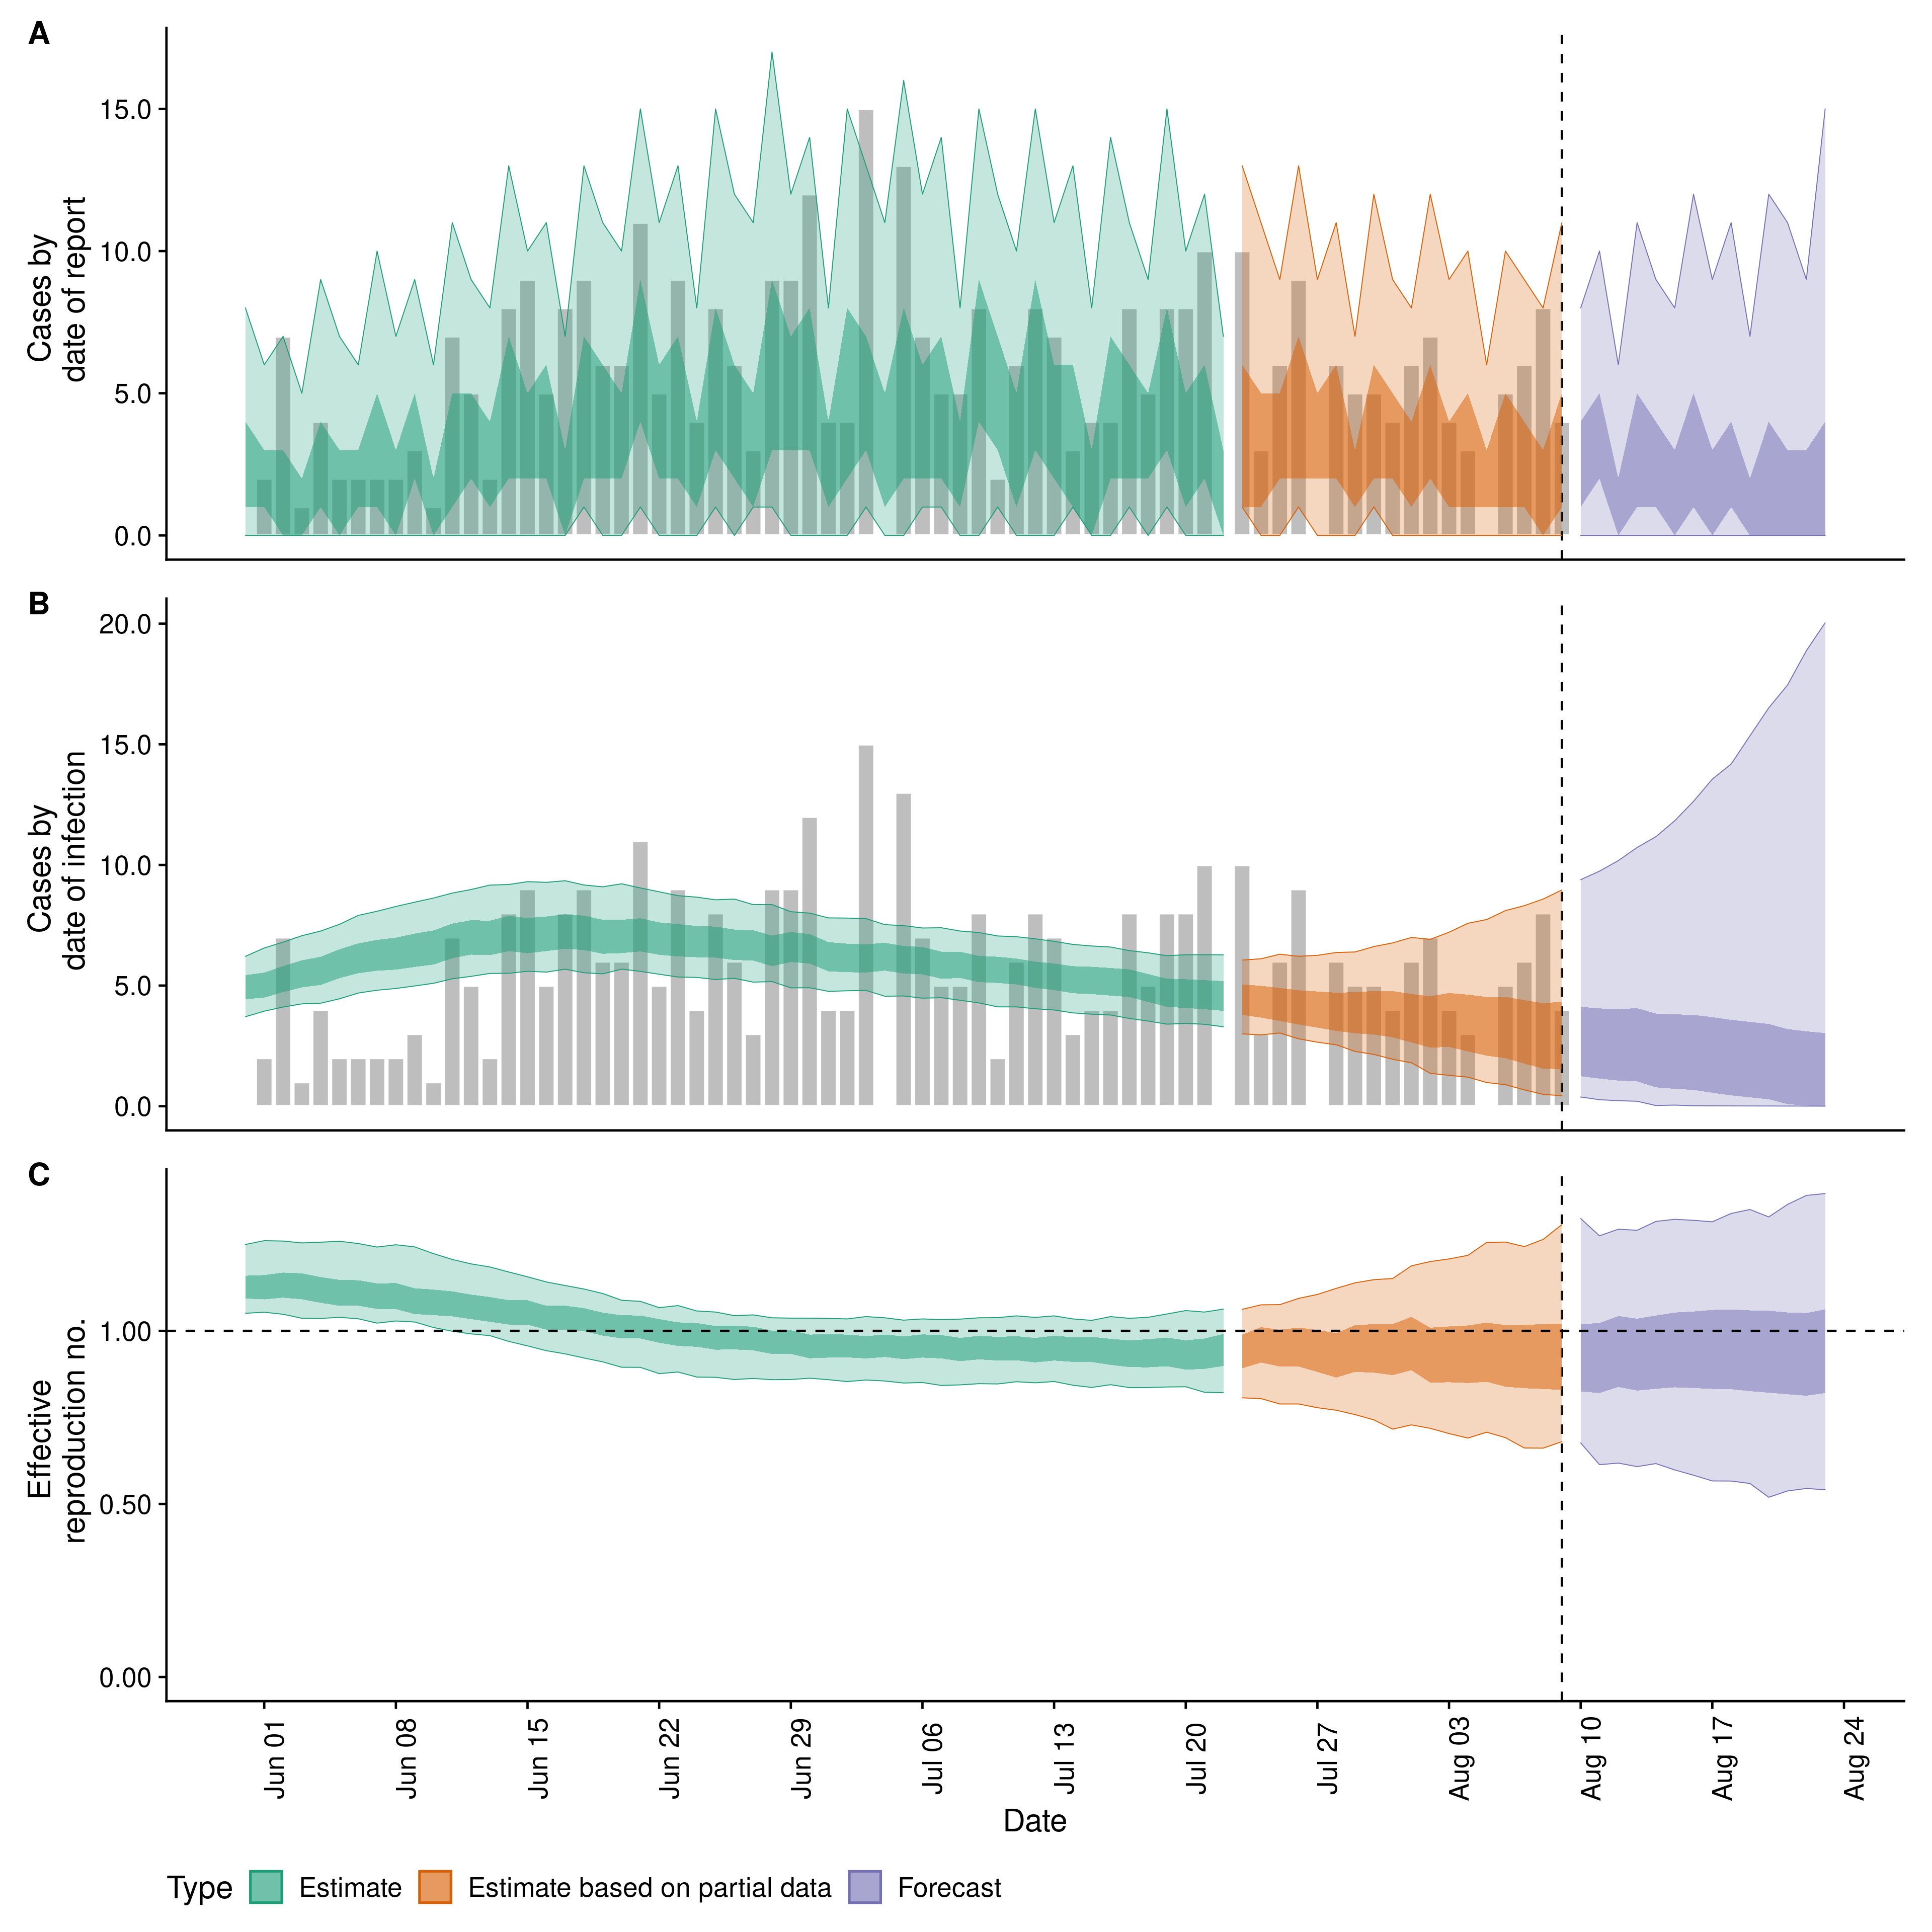 A
15.0
10.0
5.0
0.0
Cases by
date of report
B
20.0
15.0
10.0
5.0
0.0
Cases by
date of infection
C
1.00
0.50
0.00
Effective
reproduction no.
Jun 01
Jun 08
Jun 15
Jun 22
Jun 29
Jul 06
Jul 13
Jul 20
Jul 27
Aug 03
Aug 10
Aug 17
Aug 24
Date
Type Estimate Estimate based on partial data Forecast